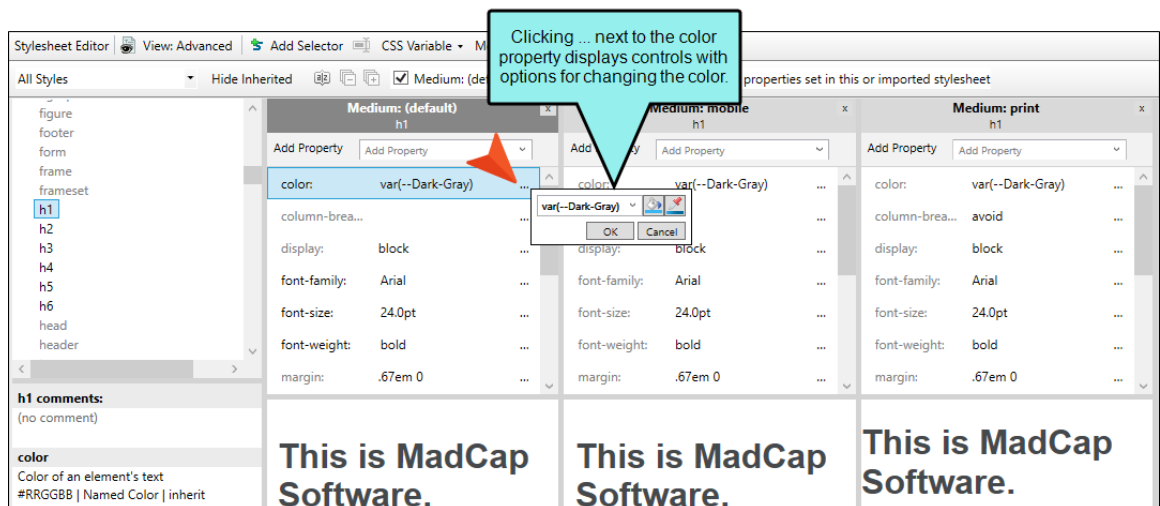 Clicking ... next to the color
property displays controls with
options for changing the color.
Stylesheet Editor View: Advanced Add Selector CSS Variable
All Styles Hide Inherited Medium: properties set in this or imported stylesheet
figure
footer
form
frame
frameset
h1
h2
h3
h4
h5
h6
head
header
h1 comments:
(no comment)
color
Color of an element's text
#RRGGBB | Named Color | inherit
Medium: (default) x
h1
Add Property Add Property
color: var(--Dark-Gray) ...
column-brea... ...
display: block ...
font-family: Arial ...
font-size: 24.0pt ...
font-weight: bold ...
margin: .67em 0 ...
This is MadCap
Software.
var(--Dark-Gray)
OK Cancel
Medium: mobile x
h1
Add Property
color: var(--Dark-Gray) ...
...
display: block ...
font-family: Arial ...
font-size: 24.0pt ...
font-weight: bold ...
margin: .67em 0 ...
This is MadCap
Software.
Medium: print x
h1
Add Property Add Property
color: var(--Dark-Gray) ...
column-brea... avoid ...
display: block ...
font-family: Arial ...
font-size: 24.0pt ...
font-weight: bold ...
margin: .67em 0 ...
This is MadCap
Software.